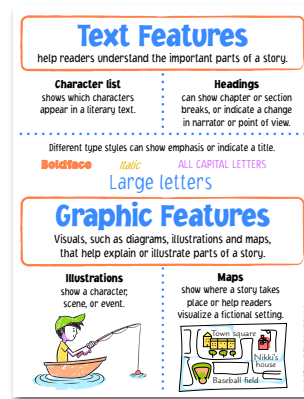 Text Features
help readers understand the important parts of a story.
Character list
shows which characters
appear in a literary text.
Headings
can show chapter or section
breaks, or indicate a change
in narrator or point of view.
Different type styles can show emphasis or indicate a title.
Boldface Italic ALL CAPITAL LETTERS
Large letters
Graphic Features
Visuals, such as diagrams, illustrations and maps,
that help explain or illustrate parts of a story.
Illustrations
show a character,
scene, or event.
Maps
show where a story takes
place or help readers
visualize a fictional setting.
Town square
Nikki's
house
Baseball field